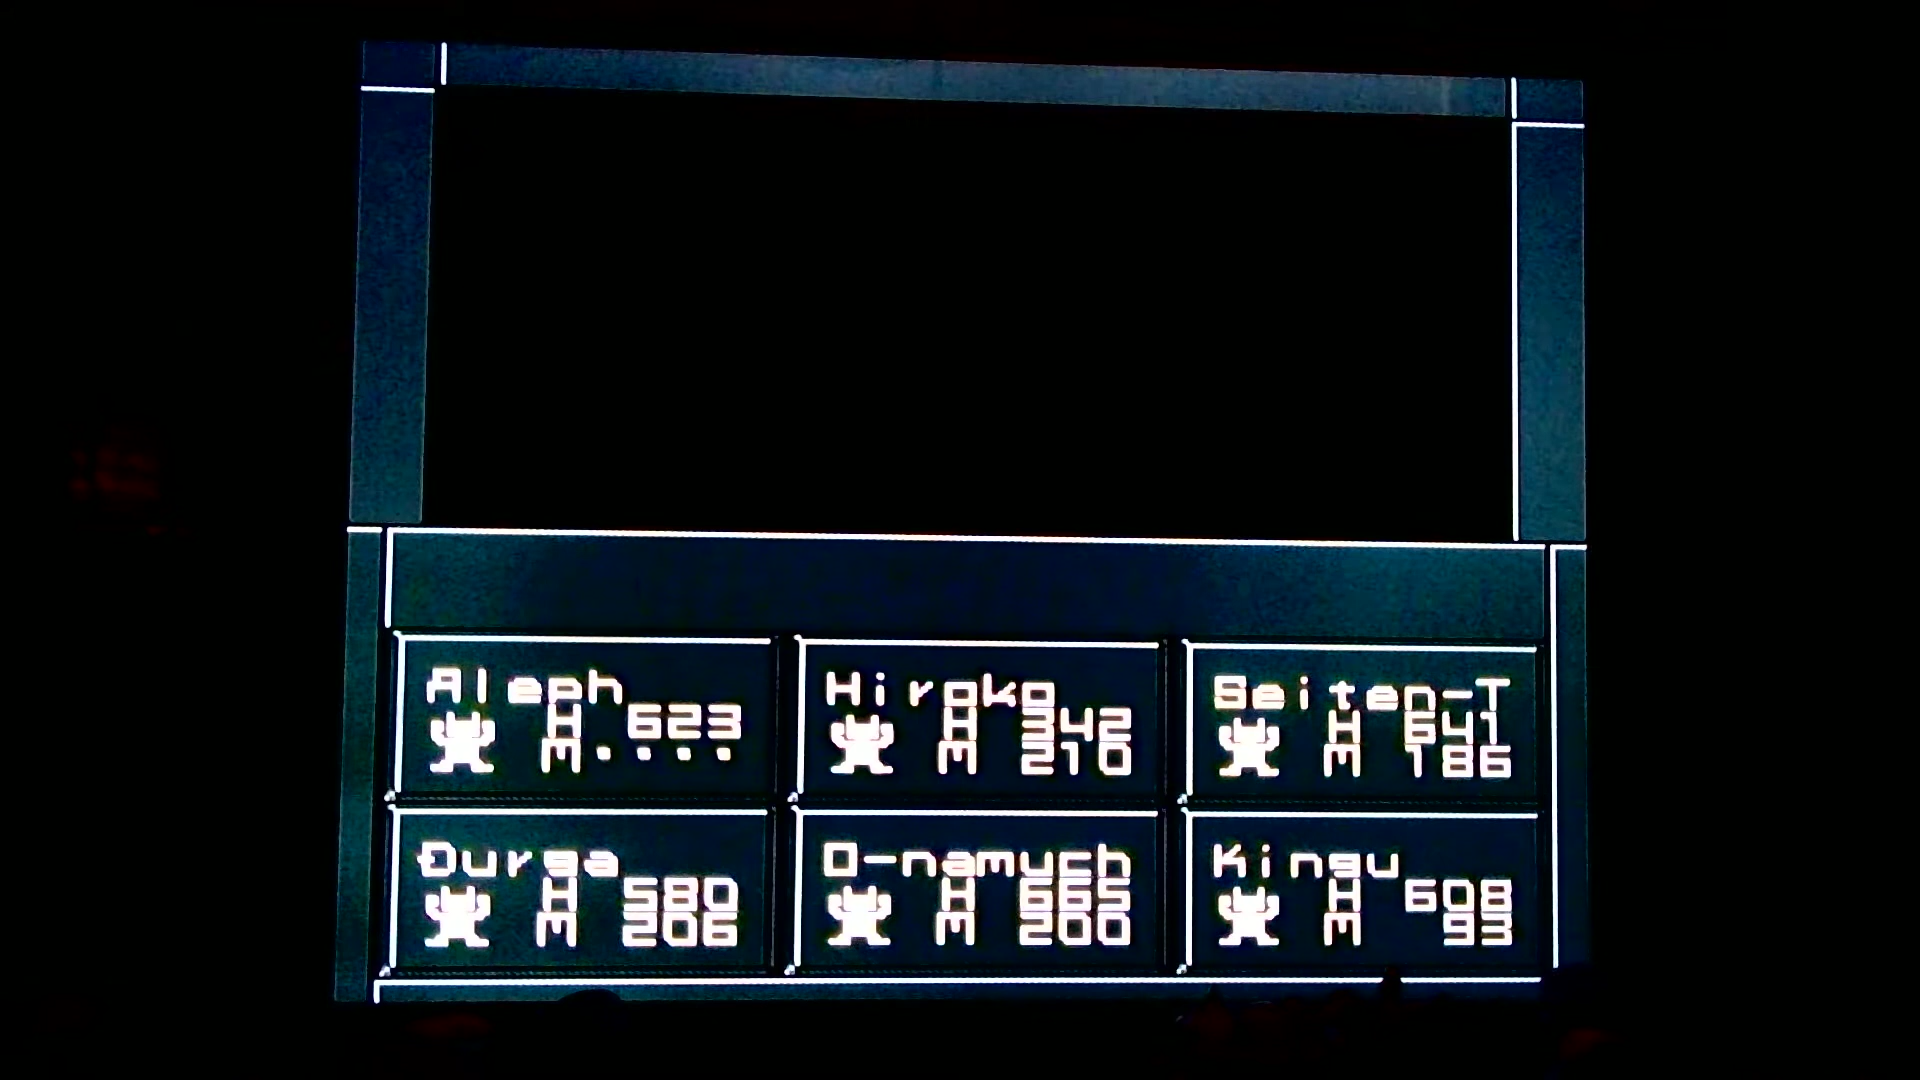 Aleph
H 623
M....
Hiroko
H 342
M 210
Seiten-T
H 641
M 186
Durga
H 580
M 206
O-namuch
H 665
M 200
Kingu
H 608
M 93